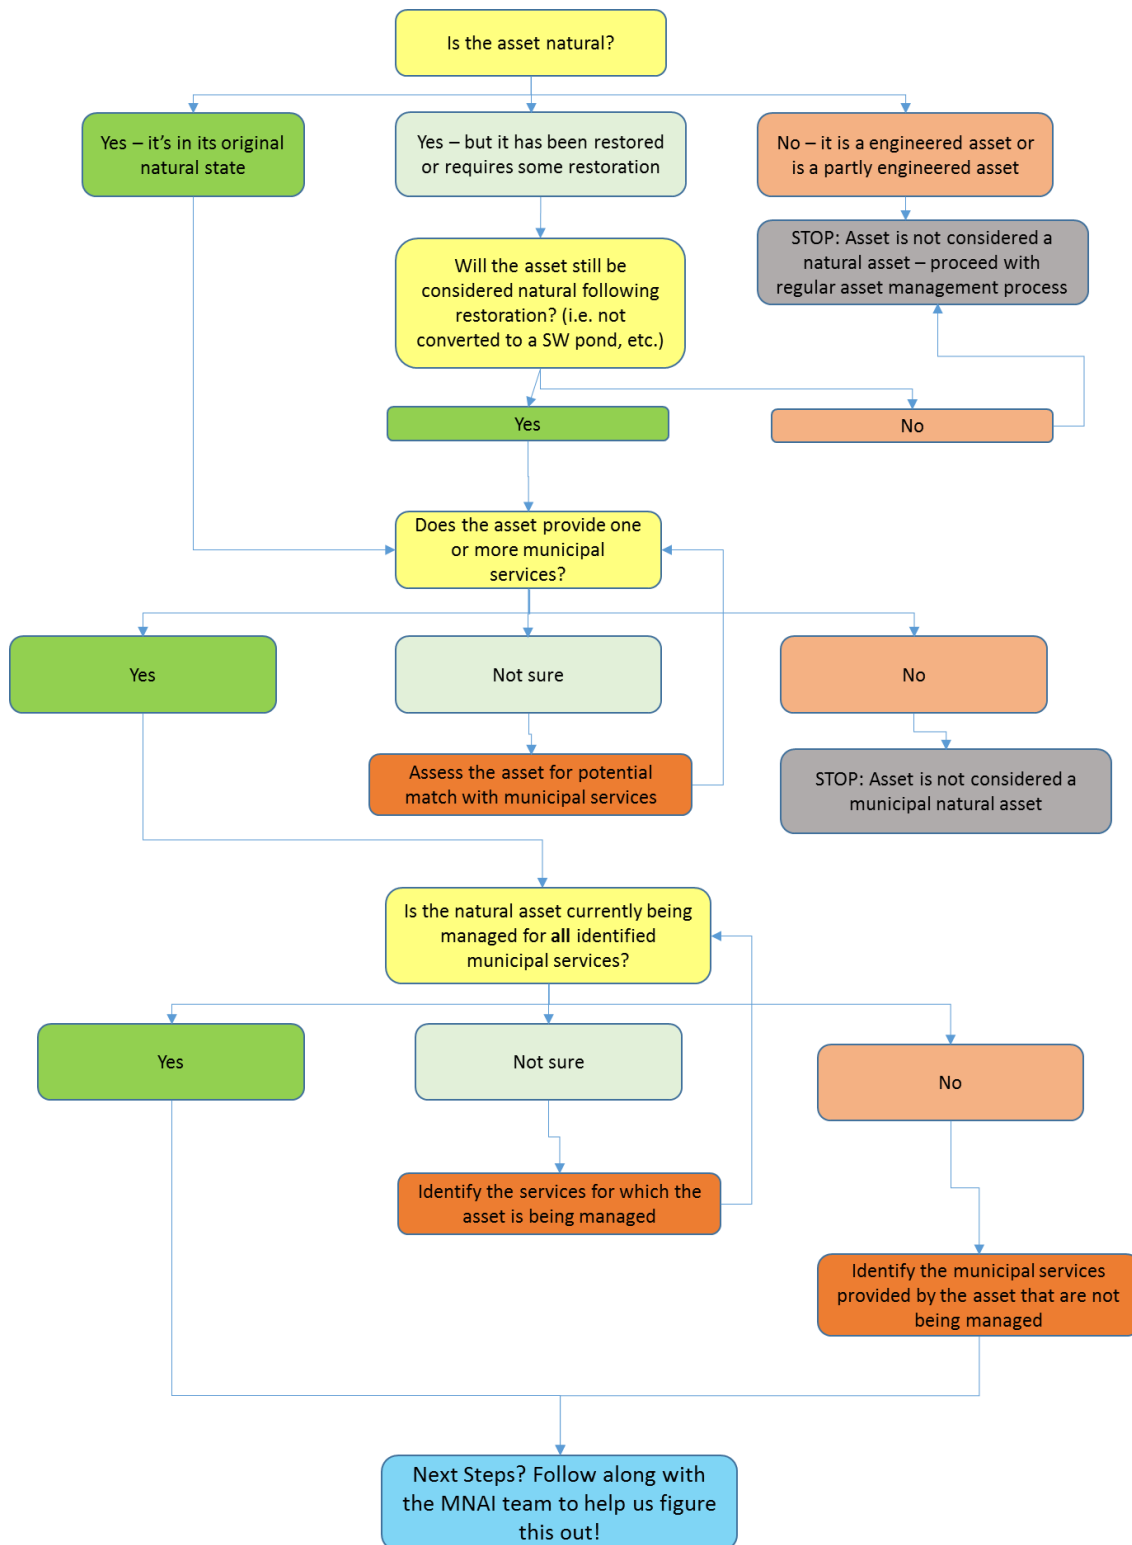 Is the asset natural?
Yes – it's in its original
natural state
Yes – but it has been restored
or requires some restoration
No – it is a engineered asset or
is a partly engineered asset
STOP: Asset is not considered a
natural asset – proceed with
regular asset management process
Will the asset still be
considered natural following
restoration? (i.e. not
converted to a SW pond, etc.)
Yes
No
Does the asset provide one
or more municipal
services?
Yes
Not sure
No
Assess the asset for potential
match with municipal services
STOP: Asset is not considered a
municipal natural asset
Is the natural asset currently being
managed for all identified
municipal services?
Yes
Not sure
No
Identify the services for which the
asset is being managed
Identify the municipal services
provided by the asset that are not
being managed
Next Steps? Follow along with
the MNAI team to help us figure
this out!